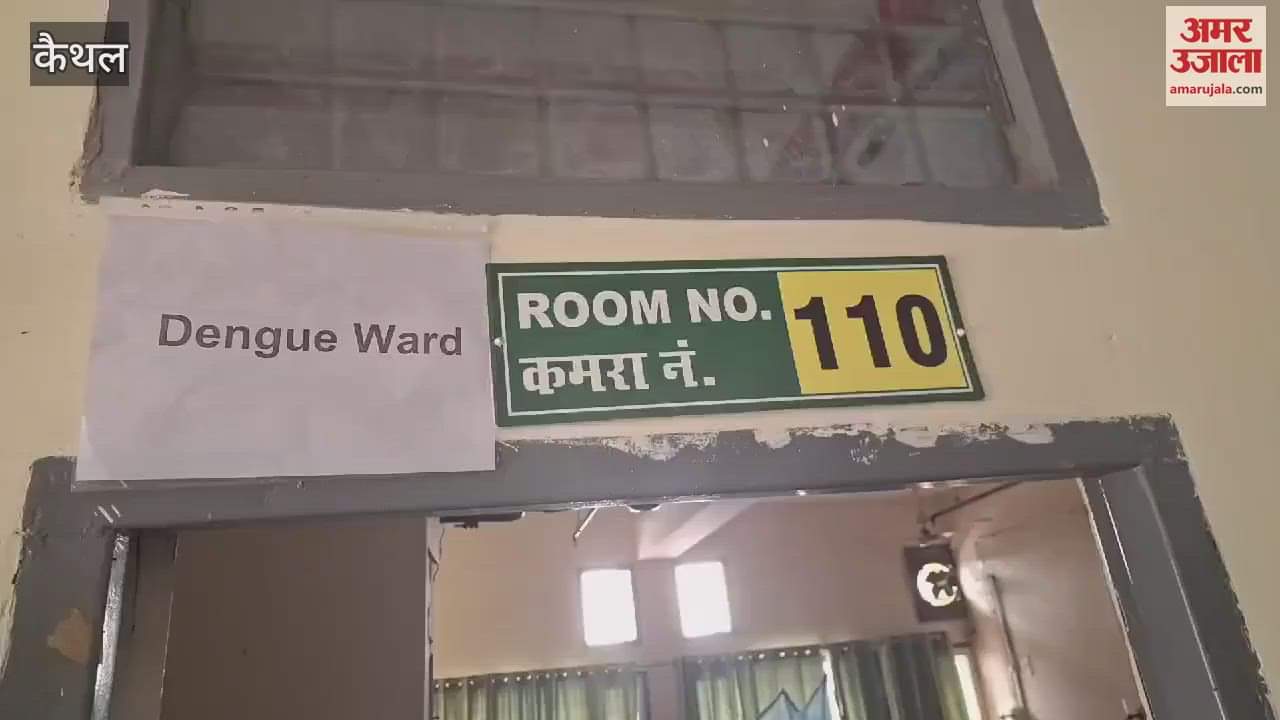 कैथल
अमर
उजाला
amarujala.com
Dengue Ward
ROOM NO.
कमरा नं.
110